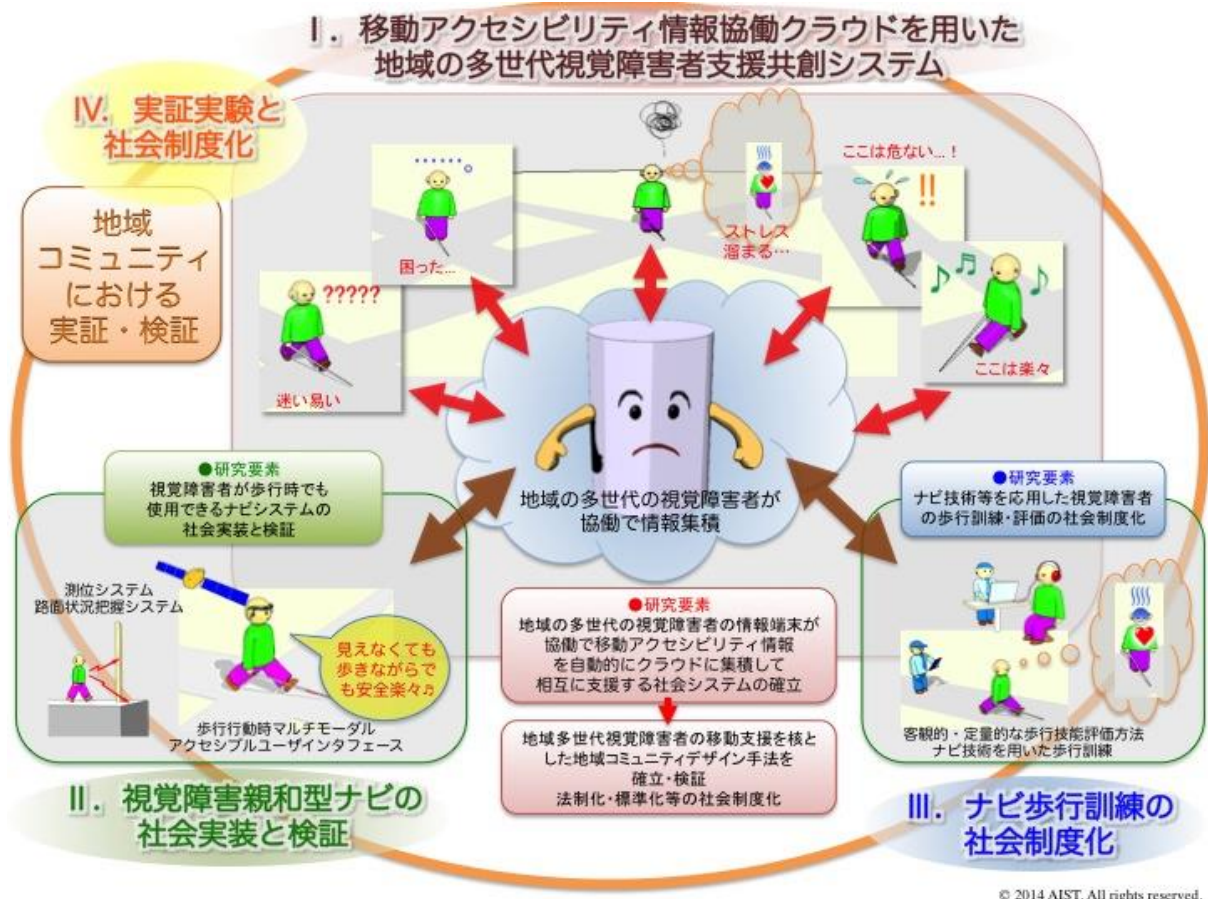 Ⅰ．移動アクセシビリティ情報協働クラウドを用いた
地域の多世代視覚障害者支援共創システム
Ⅳ．実証実験と
社会制度化
地域
コミュニティ
における
実証・検証
‥‥‥。
困った…
ストレス
溜まる…
ここは危ない…！
!!
?????
迷い易い
♪♬♪
ここは楽々
地域の多世代の視覚障害者が
協働で情報集積
●研究要素
視覚障害者が歩行時でも
使用できるナビシステムの
社会実装と検証
測位システム
路面状況把握システム
見えなくても
歩きながらで
も安全楽々♫
歩行行動時マルチモーダル
アクセシブルユーザインタフェース
Ⅱ．視覚障害親和型ナビの
社会実装と検証
●研究要素
地域の多世代の視覚障害者の情報端末が
協働で移動アクセシビリティ情報
を自動的にクラウドに集積して
相互に支援する社会システムの確立
地域多世代視覚障害者の移動支援を核と
した地域コミュニティデザイン手法を
確立・検証
法制化・標準化等の社会制度化
●研究要素
ナビ技術等を応用した視覚障害者
の歩行訓練・評価の社会制度化
客観的・定量的な歩行技能評価方法
ナビ技術を用いた歩行訓練
Ⅲ．ナビ歩行訓練の
社会制度化
© 2014 AIST. All rights reserved.